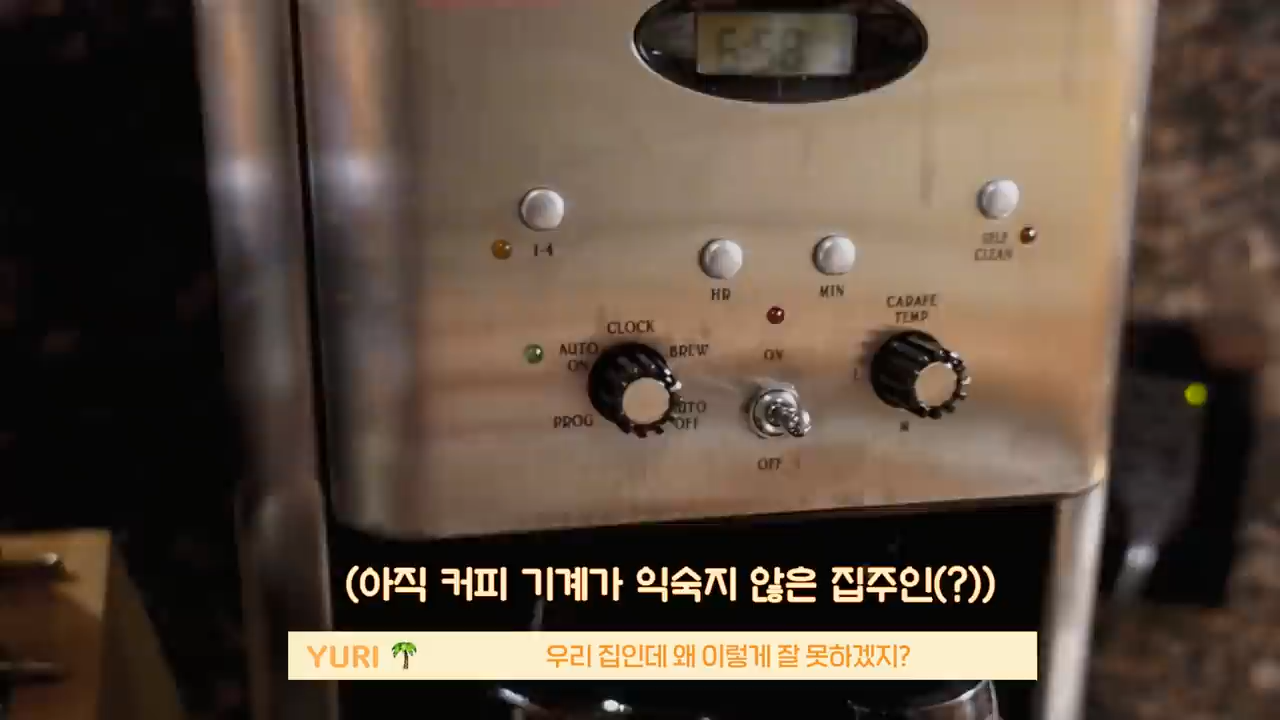 6:58
1-4
SELF
CLEAN
HR
MIN
CARAFE
TEMP
CLOCK
AUTO
ON
BREW
ON
L
PROG
AUTO
OFF
M
OFF
(아직 커피 기계가 익숙지 않은 집주인(?))
YURI 🌴 우리 집인데 왜 이렇게 잘 못하겠지?